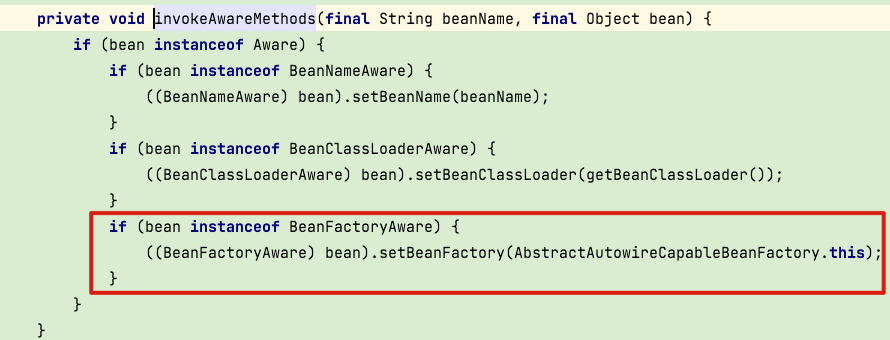 private void invokeAwareMethods(final String beanName, final Object bean) {
    if (bean instanceof Aware) {
        if (bean instanceof BeanNameAware) {
            ((BeanNameAware) bean).setBeanName(beanName);
        }
        if (bean instanceof BeanClassLoaderAware) {
            ((BeanClassLoaderAware) bean).setBeanClassLoader(getBeanClassLoader());
        }
        if (bean instanceof BeanFactoryAware) {
            ((BeanFactoryAware) bean).setBeanFactory(AbstractAutowireCapableBeanFactory.this);
        }
    }
}